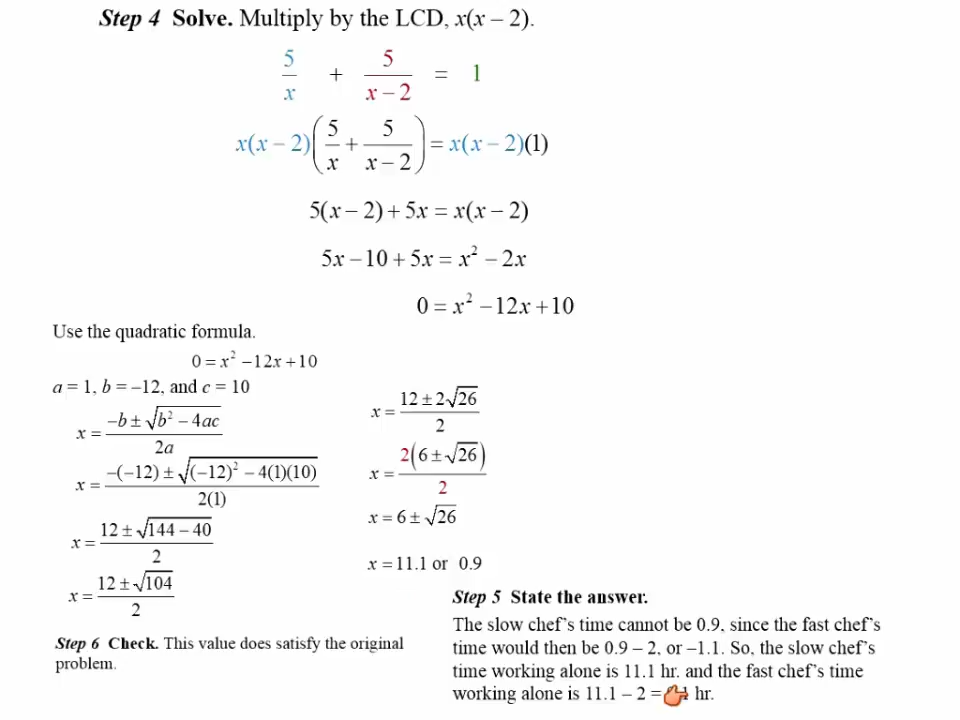 Step 4 Solve. Multiply by the LCD, x(x – 2).
5/x + 5/(x – 2) = 1
x(x – 2)(5/x + 5/(x – 2)) = x(x – 2)(1)
5(x – 2) + 5x = x(x – 2)
5x – 10 + 5x = x² – 2x
0 = x² – 12x + 10
Use the quadratic formula.
0 = x² – 12x + 10
a = 1, b = –12, and c = 10
x = (–b ± √(b² – 4ac))/(2a)
x = (–(–12) ± √((–12)² – 4(1)(10)))/(2(1))
x = (12 ± √(144 – 40))/2
x = (12 ± √104)/2
x = (12 ± 2√26)/2
x = 2(6 ± √26)/2
x = 6 ± √26
x = 11.1 or 0.9
Step 5 State the answer.
The slow chef's time cannot be 0.9, since the fast chef's
time would then be 0.9 – 2, or –1.1. So, the slow chef's
time working alone is 11.1 hr. and the fast chef's time
working alone is 11.1 – 2 = hr.
Step 6 Check. This value does satisfy the original
problem.